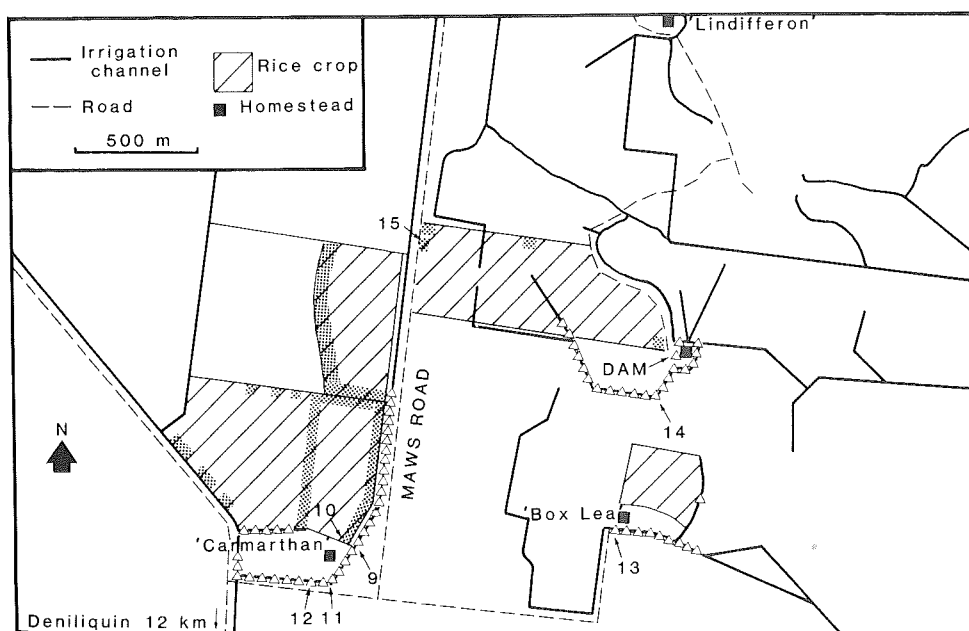 Irrigation
channel
Road
500 m
Rice crop
Homestead
'Lindifferon'
15
N
MAWS ROAD
DAM
14
10
'Box Lea
'Carmarthan
9
13
12 11
Deniliquin 12 km